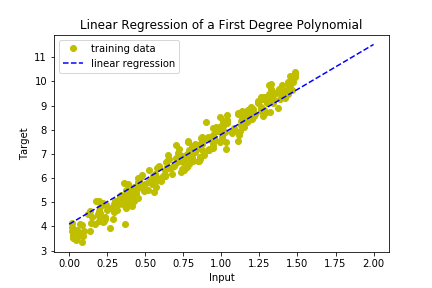 Linear Regression of a First Degree Polynomial
training data
linear regression
11
10
9
8
7
6
5
4
3
Target
0.00 0.25 0.50 0.75 1.00 1.25 1.50 1.75 2.00
Input